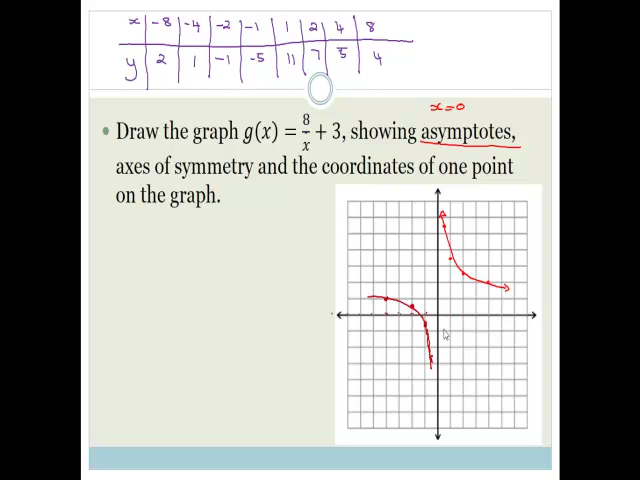 x -8 -4 -2 -1 1 2 4 8
y 2 1 -1 -5 11 7 5 4
x=0
• Draw the graph g(x) = 8/x + 3, showing asymptotes,
axes of symmetry and the coordinates of one point
on the graph.